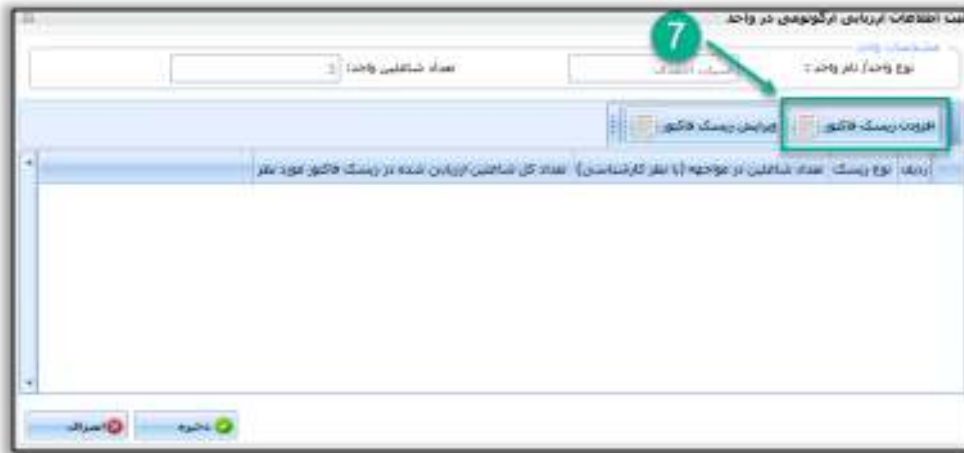 ثبت اطلاعات ارزیابی ارگونومی در واحد
7
مشخصات واحد
نوع واحد/ نام واحد :
تعداد شاغلین واحد:
افزودن ریسک فاکتور
ویرایش ریسک فاکتور
ردیف نوع ریسک تعداد شاغلین در مواجهه (با نظر کارشناسی) تعداد کل شاغلین ارزیابی شده در ریسک فاکتور مورد نظر
ذخیره
انصراف